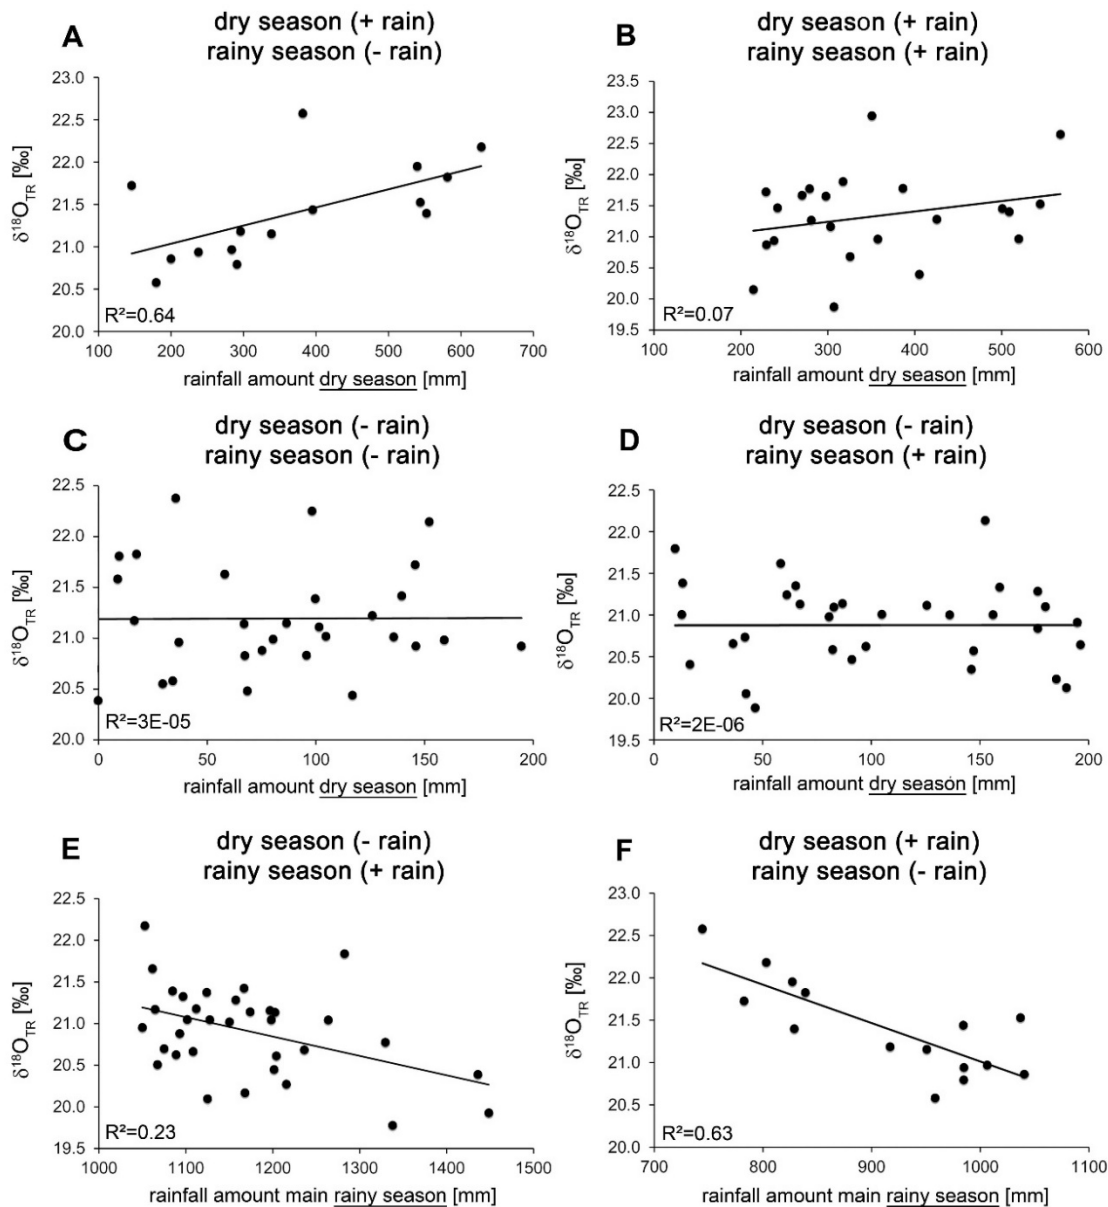 A
dry season (+ rain)
rainy season (- rain)
δ18OTR [‰]
23.0
22.5
22.0
21.5
21.0
20.5
20.0
R²=0.64
100 200 300 400 500 600 700
rainfall amount dry season [mm]
B
dry season (+ rain)
rainy season (+ rain)
δ18OTR [‰]
23.5
23.0
22.5
22.0
21.5
21.0
20.5
20.0
19.5
R²=0.07
100 200 300 400 500 600
rainfall amount dry season [mm]
C
dry season (- rain)
rainy season (- rain)
δ18OTR [‰]
22.5
22.0
21.5
21.0
20.5
20.0
R²=3E-05
0 50 100 150 200
rainfall amount dry season [mm]
D
dry season (- rain)
rainy season (+ rain)
δ18OTR [‰]
22.5
22.0
21.5
21.0
20.5
20.0
19.5
R²=2E-06
0 50 100 150 200
rainfall amount dry season [mm]
E
dry season (- rain)
rainy season (+ rain)
δ18OTR [‰]
22.5
22.0
21.5
21.0
20.5
20.0
19.5
R²=0.23
1000 1100 1200 1300 1400 1500
rainfall amount main rainy season [mm]
F
dry season (+ rain)
rainy season (- rain)
δ18OTR [‰]
23.0
22.5
22.0
21.5
21.0
20.5
20.0
R²=0.63
700 800 900 1000 1100
rainfall amount main rainy season [mm]